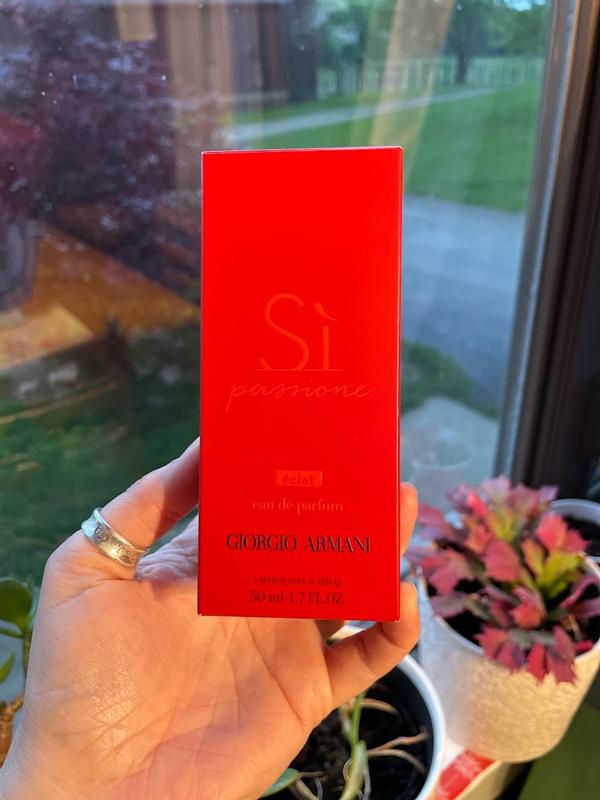 Sì
passione
éclat
eau de parfum
GIORGIO ARMANI
VAPORISATEUR SPRAY
50 ml 1.7 FL.OZ.